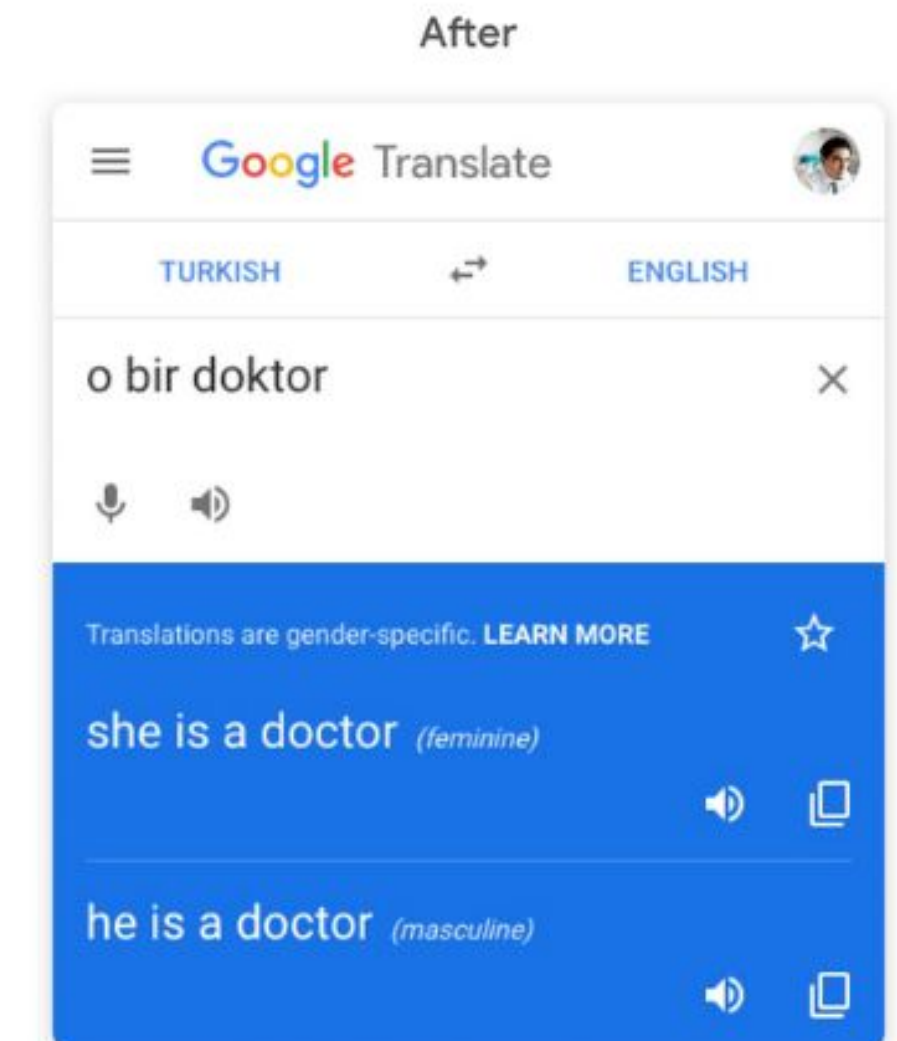 After
Google Translate
TURKISH ENGLISH
o bir doktor
Translations are gender-specific. LEARN MORE
she is a doctor (feminine)
he is a doctor (masculine)